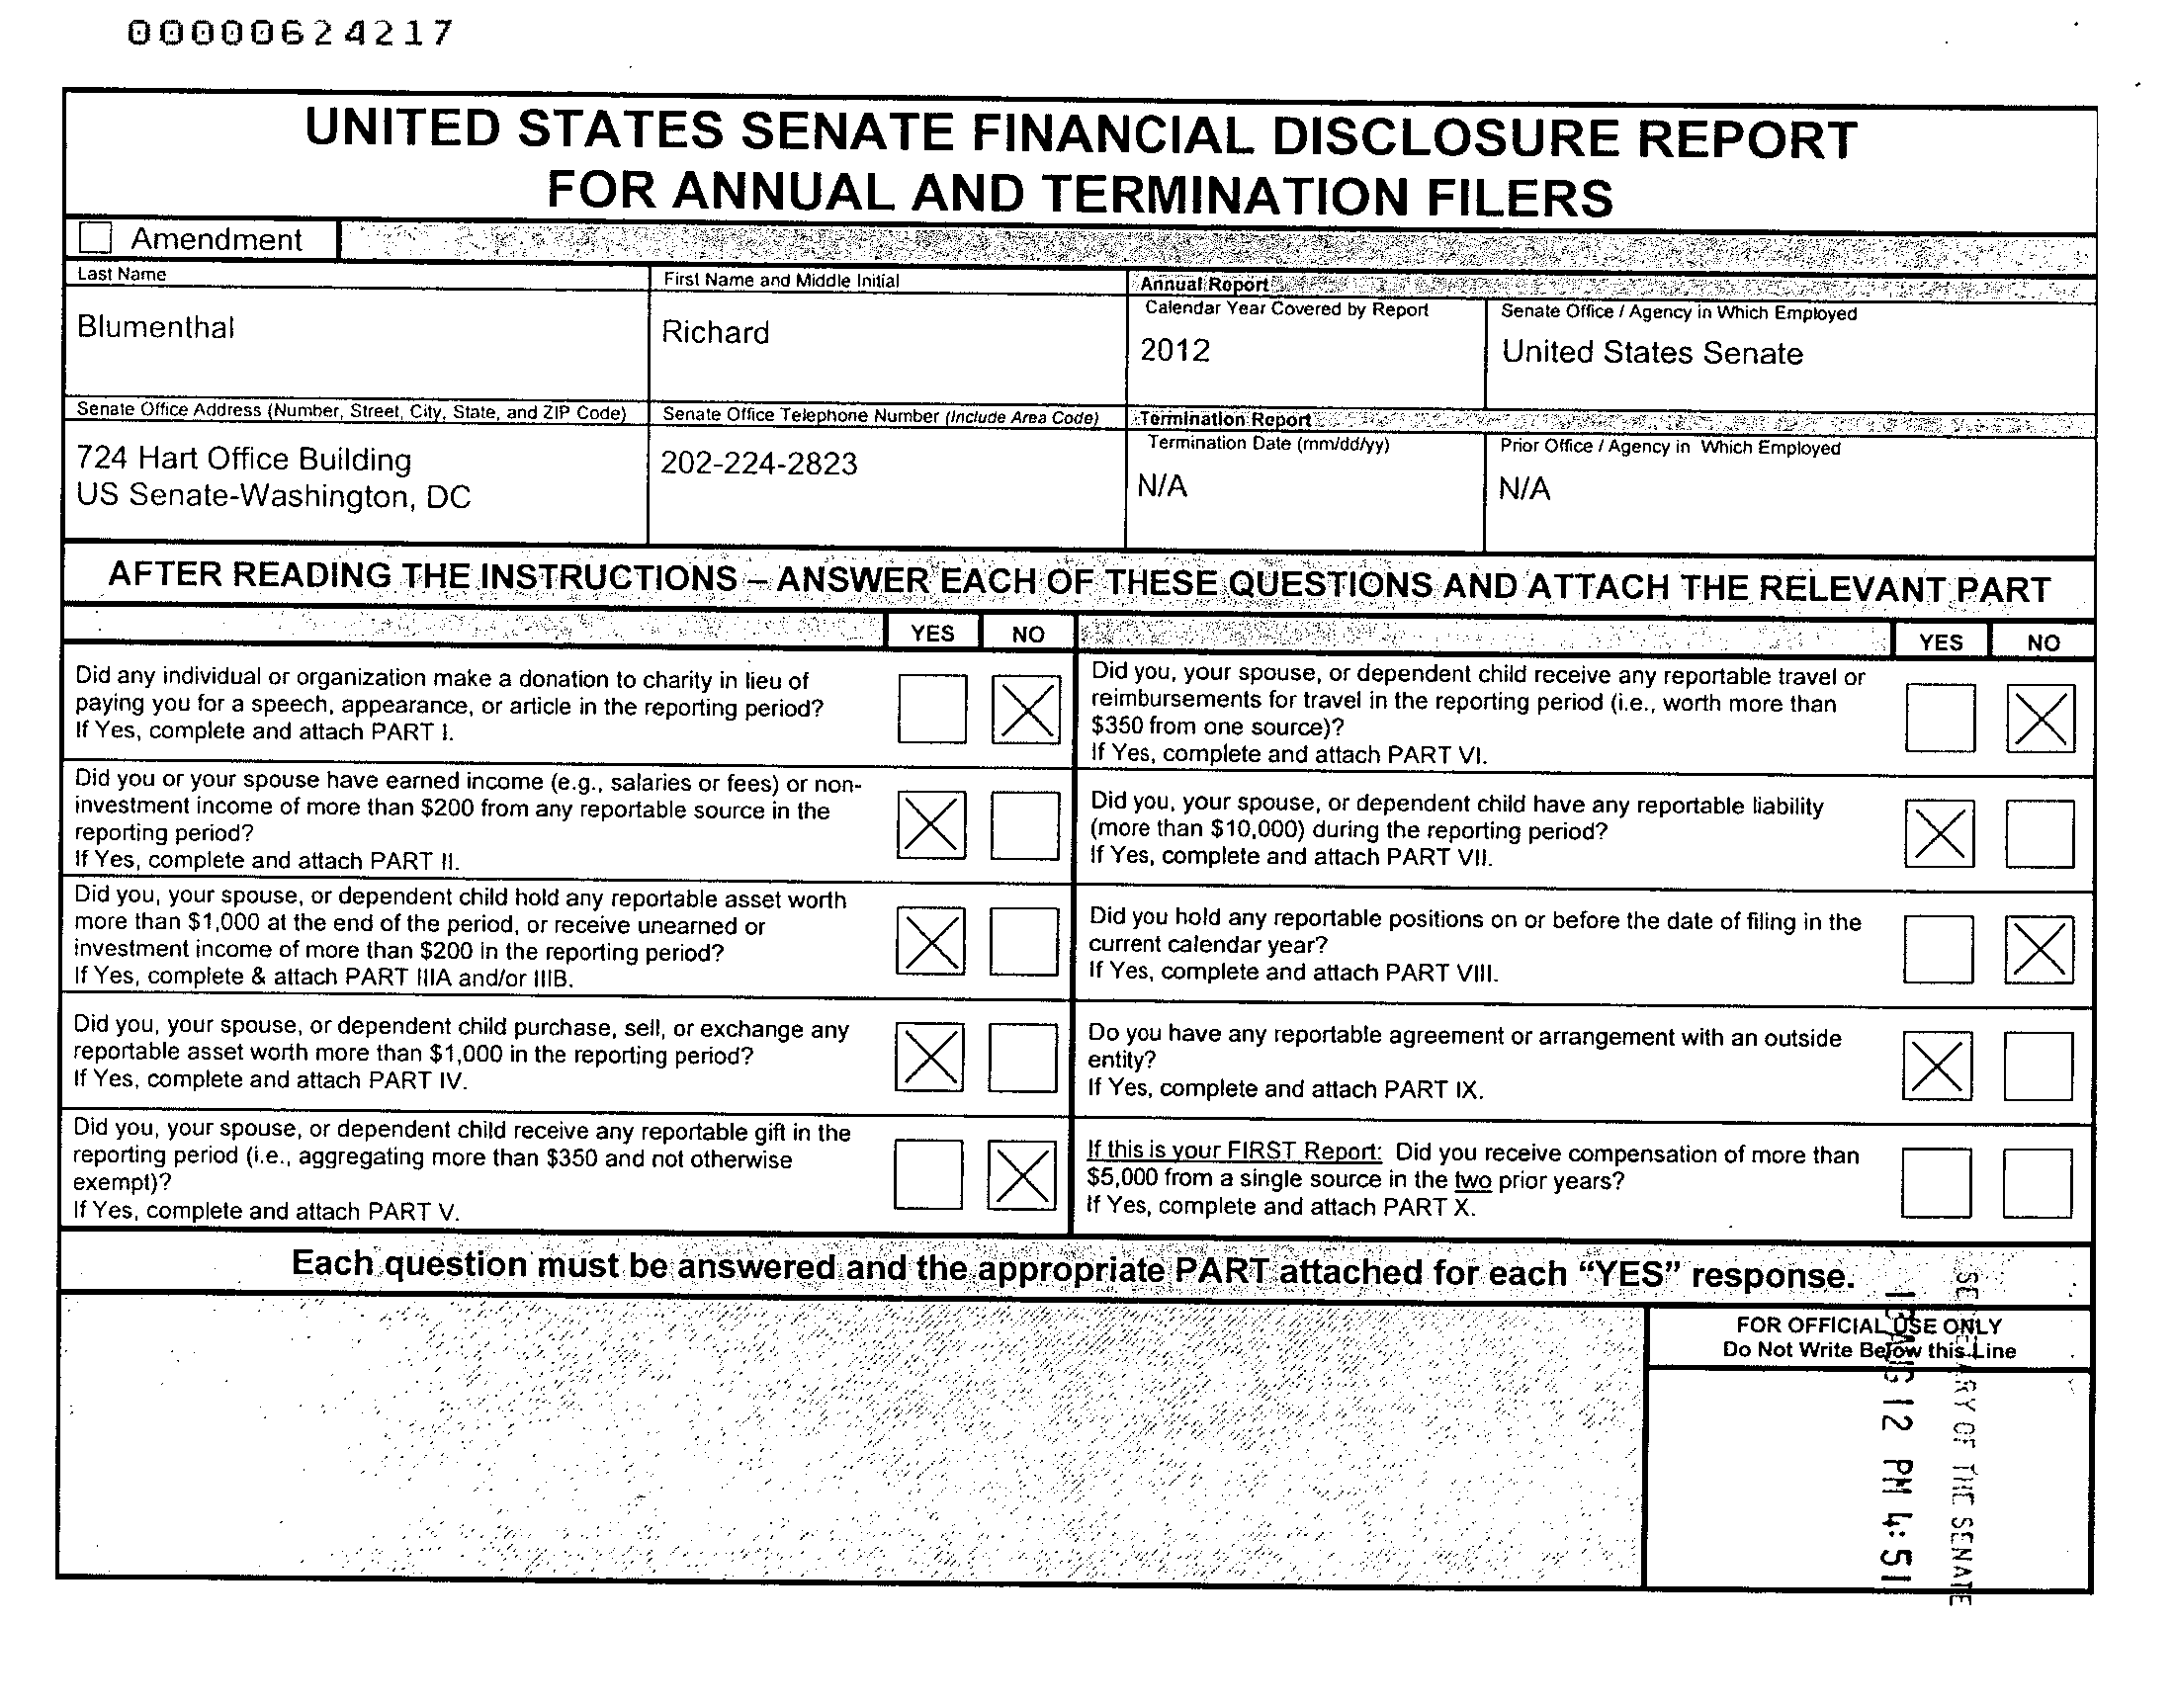 00000624217
UNITED STATES SENATE FINANCIAL DISCLOSURE REPORT
FOR ANNUAL AND TERMINATION FILERS
Amendment
Last Name
First Name and Middle Initial
Annual Report
Calendar Year Covered by Report
Senate Office / Agency in Which Employed
Blumenthal
Richard
2012
United States Senate
Senate Office Address (Number, Street, City, State, and ZIP Code)
Senate Office Telephone Number (Include Area Code)
Termination Report
Termination Date (mm/dd/yy)
Prior Office / Agency in Which Employed
724 Hart Office Building
US Senate-Washington, DC
202-224-2823
N/A
N/A
AFTER READING THE INSTRUCTIONS – ANSWER EACH OF THESE QUESTIONS AND ATTACH THE RELEVANT PART
YES
NO
YES
NO
Did any individual or organization make a donation to charity in lieu of
paying you for a speech, appearance, or article in the reporting period?
If Yes, complete and attach PART I.
Did you, your spouse, or dependent child receive any reportable travel or
reimbursements for travel in the reporting period (i.e., worth more than
$350 from one source)?
If Yes, complete and attach PART VI.
Did you or your spouse have earned income (e.g., salaries or fees) or non-
investment income of more than $200 from any reportable source in the
reporting period?
If Yes, complete and attach PART II.
Did you, your spouse, or dependent child have any reportable liability
(more than $10,000) during the reporting period?
If Yes, complete and attach PART VII.
Did you, your spouse, or dependent child hold any reportable asset worth
more than $1,000 at the end of the period, or receive unearned or
investment income of more than $200 in the reporting period?
If Yes, complete & attach PART IIIA and/or IIIB.
Did you hold any reportable positions on or before the date of filing in the
current calendar year?
If Yes, complete and attach PART VIII.
Did you, your spouse, or dependent child purchase, sell, or exchange any
reportable asset worth more than $1,000 in the reporting period?
If Yes, complete and attach PART IV.
Do you have any reportable agreement or arrangement with an outside
entity?
If Yes, complete and attach PART IX.
Did you, your spouse, or dependent child receive any reportable gift in the
reporting period (i.e., aggregating more than $350 and not otherwise
exempt)?
If Yes, complete and attach PART V.
If this is your FIRST Report: Did you receive compensation of more than
$5,000 from a single source in the two prior years?
If Yes, complete and attach PART X.
Each question must be answered and the appropriate PART attached for each “YES” response.
FOR OFFICIAL USE ONLY
Do Not Write Below this Line
OF THE SENATE
12 PM 4:51